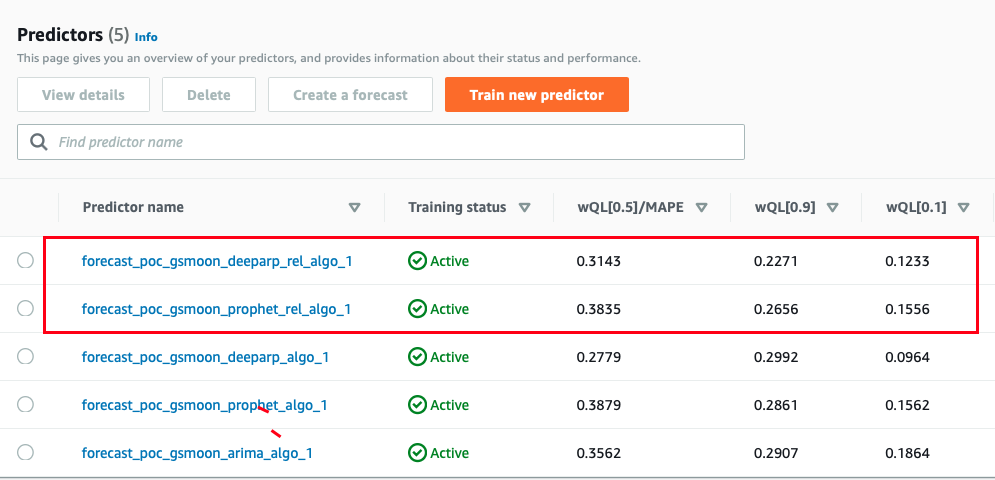 Predictors (5) Info
This page gives you an overview of your predictors, and provides information about their status and performance.
View details Delete Create a forecast Train new predictor
Find predictor name
Predictor name Training status wQL[0.5]/MAPE wQL[0.9] wQL[0.1]
forecast_poc_gsmoon_deeparp_rel_algo_1 Active 0.3143 0.2271 0.1233
forecast_poc_gsmoon_prophet_rel_algo_1 Active 0.3835 0.2656 0.1556
forecast_poc_gsmoon_deeparp_algo_1 Active 0.2779 0.2992 0.0964
forecast_poc_gsmoon_prophet_algo_1 Active 0.3879 0.2861 0.1562
forecast_poc_gsmoon_arima_algo_1 Active 0.3562 0.2907 0.1864